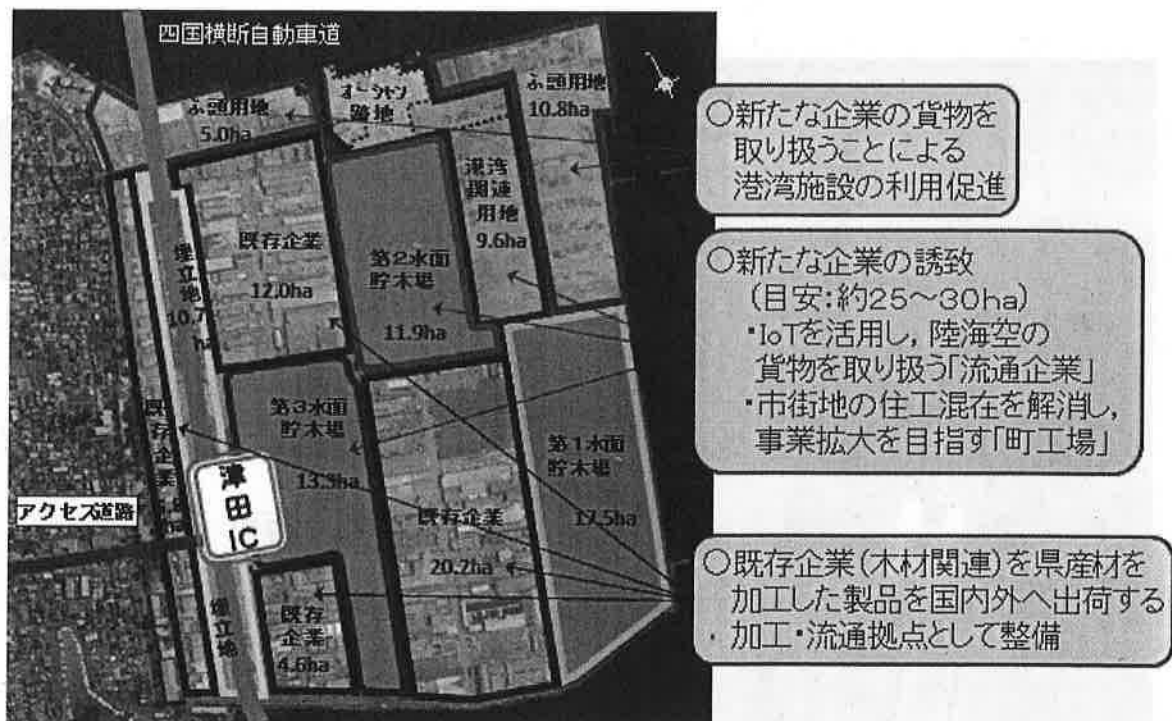 四国横断自動車道
ふ頭用地
5.0ha
オーシャン
跡地
ふ頭用地
10.8ha
港湾
関連
用地
9.6ha
既存企業
12.0ha
第2水面
貯木場
11.9ha
埋立地
10.7
ha
第3水面
貯木場
13.3ha
既存企業
津田
IC
アクセス道路
既存企業
20.2ha
第1水面
貯木場
17.5ha
既存
企業
4.6ha
埋立地
○新たな企業の貨物を
取り扱うことによる
港湾施設の利用促進
○新たな企業の誘致
(目安:約25〜30ha)
・IoTを活用し,陸海空の
貨物を取り扱う「流通企業」
・市街地の住工混在を解消し,
事業拡大を目指す「町工場」
○既存企業(木材関連)を県産材を
加工した製品を国内外へ出荷する
加工・流通拠点として整備